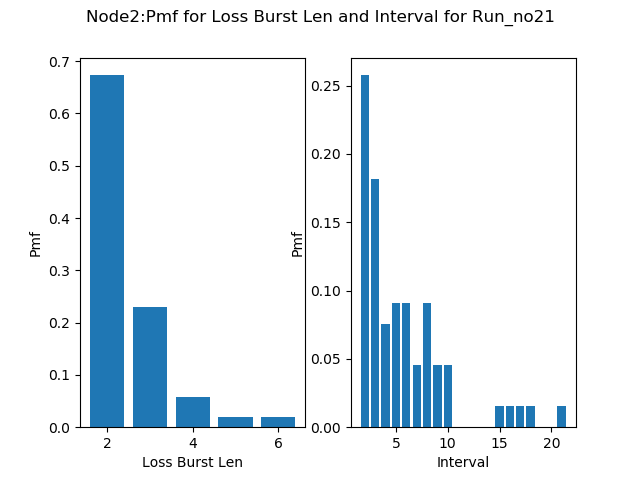 Node2:Pmf for Loss Burst Len and Interval for Run_no21
0.7
0.6
0.5
0.4
0.3
0.2
0.1
0.0
Pmf
2 4 6
Loss Burst Len
0.25
0.20
0.15
0.10
0.05
0.00
Pmf
5 10 15 20
Interval